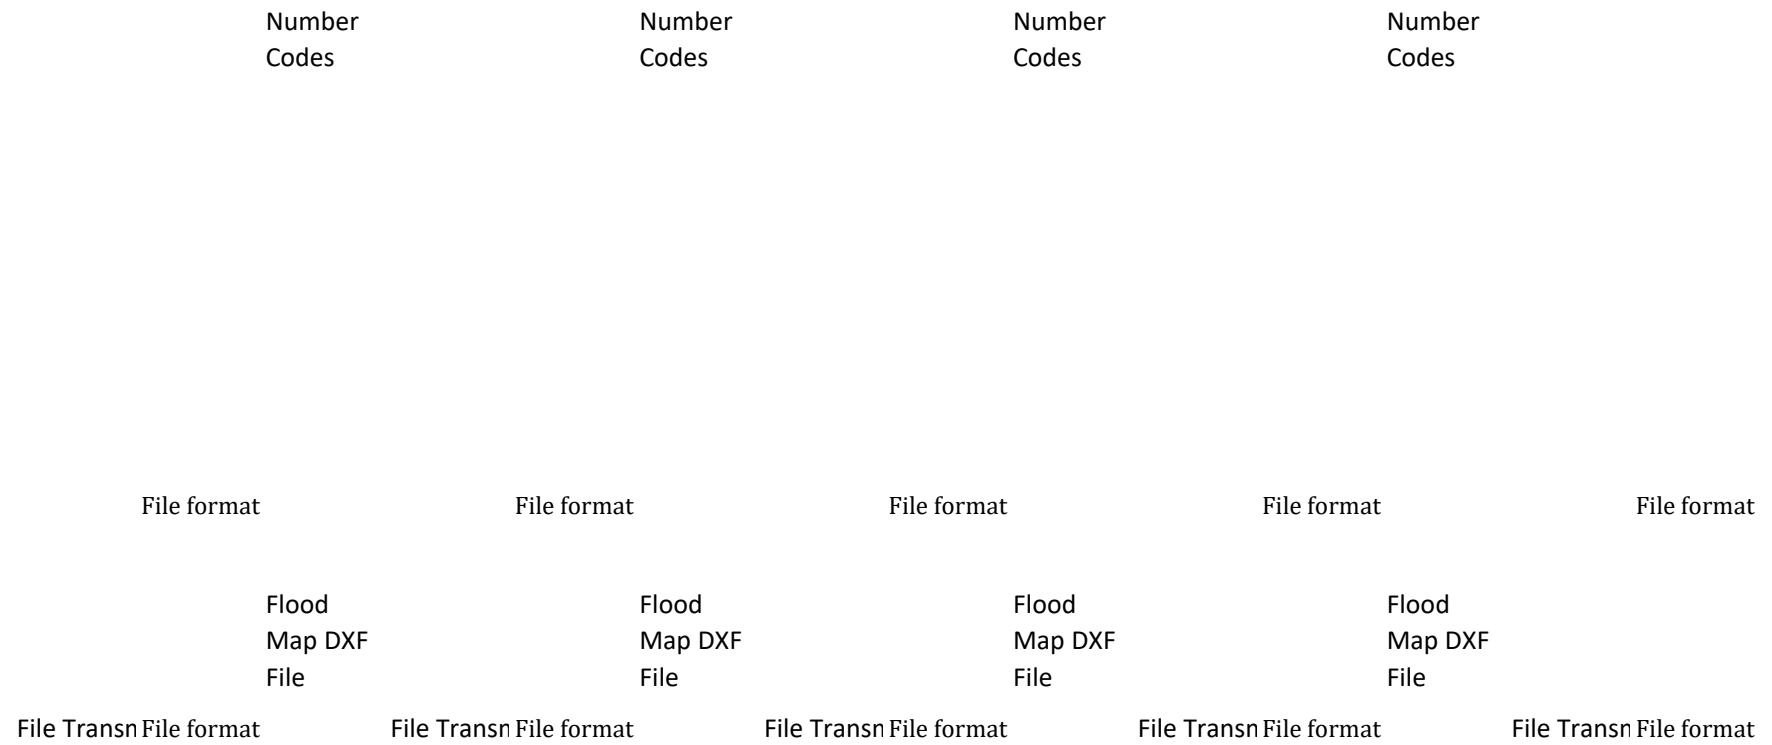 Number Number Number Number
Codes Codes Codes Codes
File format File format File format File format File format
Flood Flood Flood Flood
Map DXF Map DXF Map DXF Map DXF
File File File File
File Transn File format File Transn File format File Transn File format File Transn File format File Transn File format